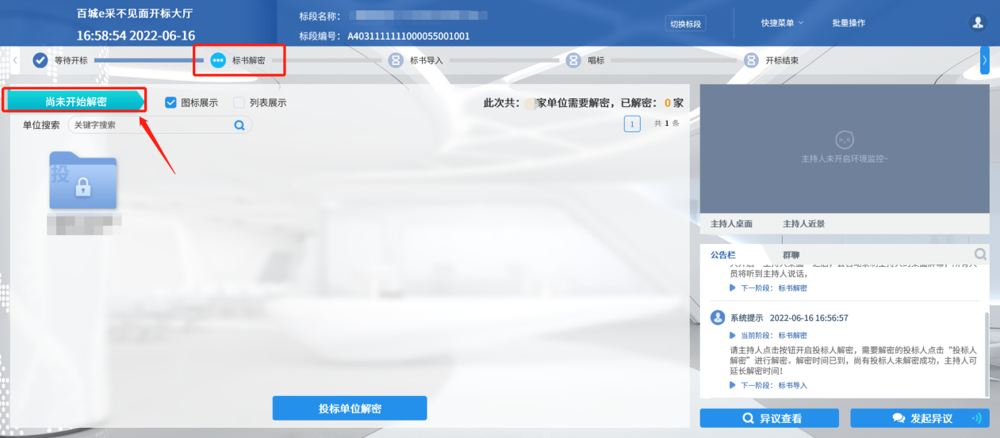 百城e采不见面开标大厅
16:58:54 2022-06-16
标段名称：
标段编号： A4031111111000055001001
切换标段
快捷菜单
批量操作
等待开标
标书解密
标书导入
唱标
开标结束
尚未开始解密
图标展示
列表展示
此次共： 家单位需要解密，已解密： 0 家
单位搜索
关键字搜索
1
共 1 条
投
投标单位解密
>.<
主持人未开启环境监控~
主持人桌面
主持人近景
公告栏
群聊
员将听到主持人说话，
下一阶段： 标书解密
系统提示 2022-06-16 16:56:57
当前阶段： 标书解密
请主持人点击按钮开启投标人解密，需要解密的投标人点击“投标人
解密”进行解密。解密时间已到，尚有投标人未解密成功，主持人可
延长解密时间！
下一阶段： 标书导入
异议查看
发起异议